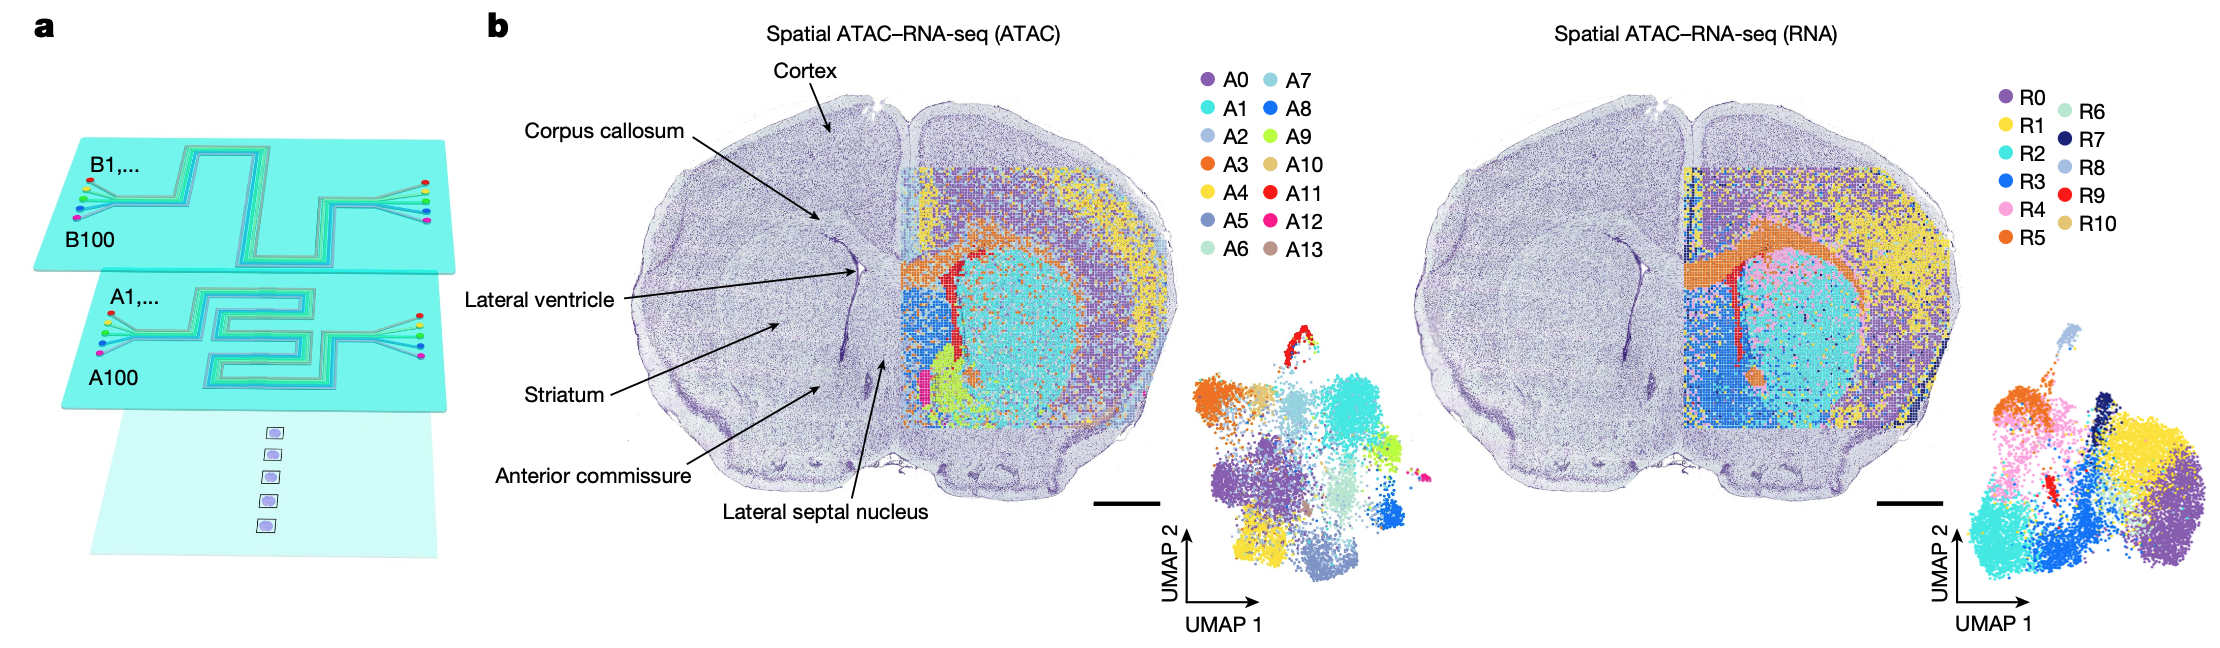 a
B1,...
B100
A1,...
A100
b
Spatial ATAC–RNA-seq (ATAC)
Cortex
Corpus callosum
Lateral ventricle
Striatum
Anterior commissure
Lateral septal nucleus
A0
A1
A2
A3
A4
A5
A6
A7
A8
A9
A10
A11
A12
A13
UMAP 2
UMAP 1
Spatial ATAC–RNA-seq (RNA)
R0
R1
R2
R3
R4
R5
R6
R7
R8
R9
R10
UMAP 2
UMAP 1